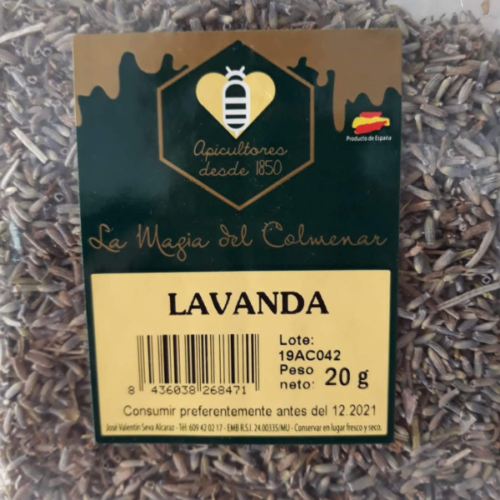 Apicultores
desde 1850
Producto de España
La Magia del Colmenar
LAVANDA
Lote:
19AC042
Peso
neto: 20 g
8 436038 268471
Consumir preferentemente antes del 12.2021
José Valentín Seva Alcaraz - Tél: 609 42 02 17 - EMB R.S.I. 24.00335/MU - Conservar en lugar fresco y seco.